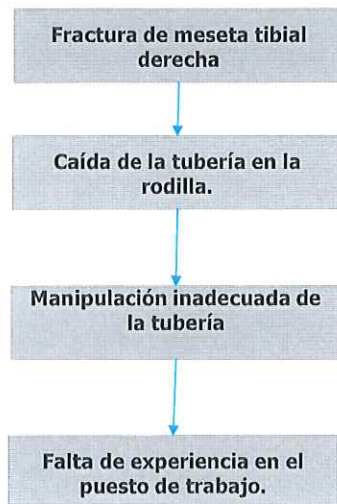 Fractura de meseta tibial
derecha
Caída de la tubería en la
rodilla.
Manipulación inadecuada de
la tubería
Falta de experiencia en el
puesto de trabajo.